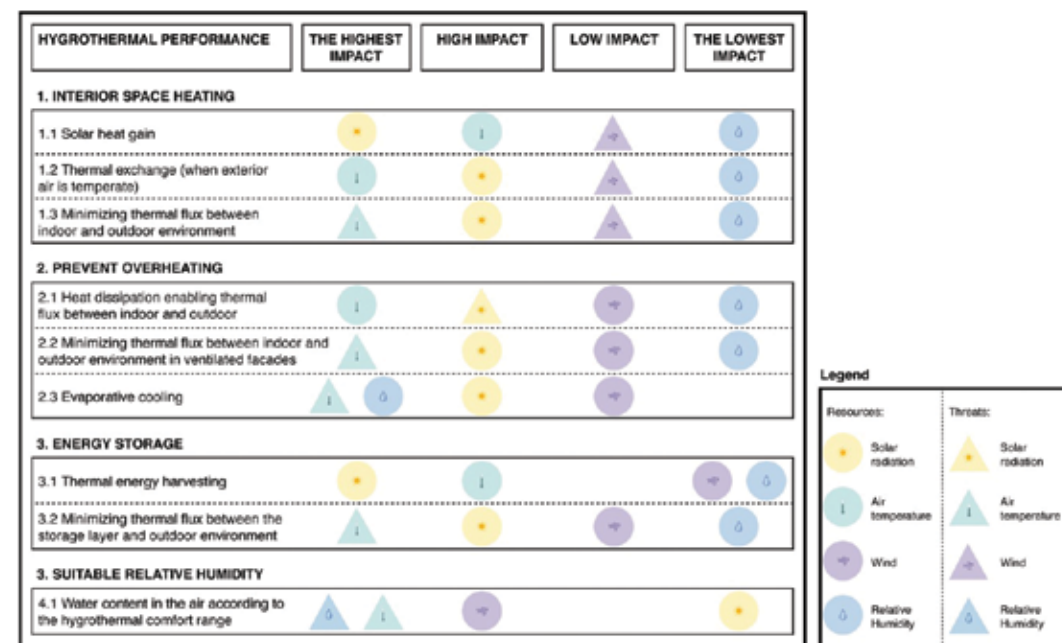 HYGROTHERMAL PERFORMANCE
THE HIGHEST
IMPACT
HIGH IMPACT
LOW IMPACT
THE LOWEST
IMPACT
1. INTERIOR SPACE HEATING
1.1 Solar heat gain
1.2 Thermal exchange (when exterior
air is temperate)
1.3 Minimizing thermal flux between
indoor and outdoor environment
2. PREVENT OVERHEATING
2.1 Heat dissipation enabling thermal
flux between indoor and outdoor
2.2 Minimizing thermal flux between indoor and
outdoor environment in ventilated facades
2.3 Evaporative cooling
3. ENERGY STORAGE
3.1 Thermal energy harvesting
3.2 Minimizing thermal flux between the
storage layer and outdoor environment
3. SUITABLE RELATIVE HUMIDITY
4.1 Water content in the air according to
the hygrothermal comfort range
Legend
Resources:
Solar
radiation
Air
temperature
Wind
Relative
Humidity
Threats:
Solar
radiation
Air
temperature
Wind
Relative
Humidity